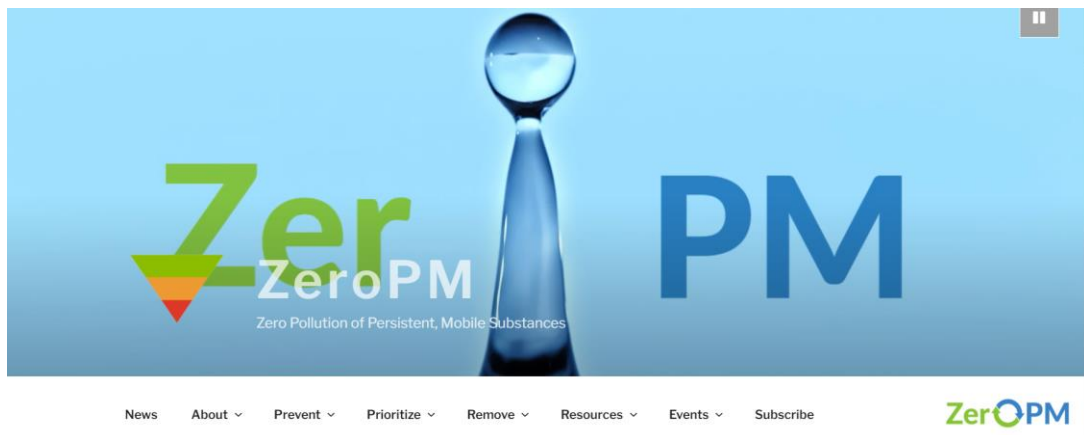 Zer PM
ZeroPM
Zero Pollution of Persistent, Mobile Substances
News About Prevent Prioritize Remove Resources Events Subscribe
ZerOPM